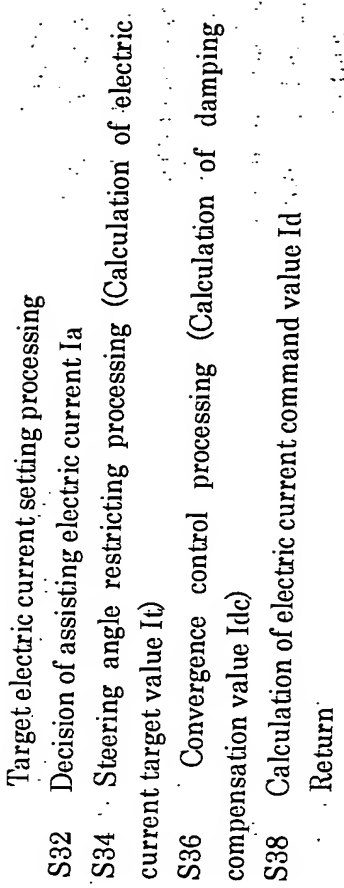 Target electric current setting processing
S32 Decision of assisting electric current Ia
S34 Steering angle restricting processing (Calculation of electric
current target value It)
S36 Convergence control processing (Calculation of damping
compensation value Idc)
S38 Calculation of electric current command value Id
Return